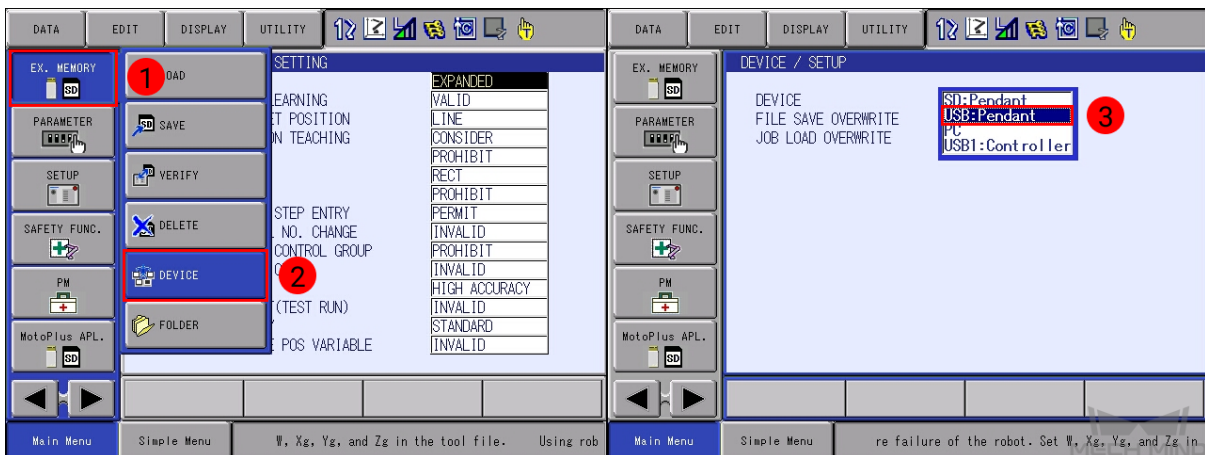 DATA EDIT DISPLAY UTILITY
EX. MEMORY
SD
PARAMETER
SETUP
SAFETY FUNC.
PM
MotoPlus APL.
SD
1
OAD
SAVE
VERIFY
DELETE
DEVICE
FOLDER
2
SETTING
EXPANDED
EARNING VALID
ET POSITION LINE
ON TEACHING CONSIDER
PROHIBIT
RECT
PROHIBIT
STEP ENTRY PERMIT
NO. CHANGE INVALID
CONTROL GROUP PROHIBIT
INVALID
HIGH ACCURACY
(TEST RUN) INVALID
STANDARD
E POS VARIABLE INVALID
Main Menu Simple Menu W, Xg, Yg, and Zg in the tool file. Using rob
DATA EDIT DISPLAY UTILITY
EX. MEMORY
SD
PARAMETER
SETUP
SAFETY FUNC.
PM
MotoPlus APL.
SD
DEVICE / SETUP
DEVICE SD:Pendant
FILE SAVE OVERWRITE USB:Pendant
JOB LOAD OVERWRITE PC
USB1:Controller
3
Main Menu Simple Menu re failure of the robot. Set W, Xg, Yg, and Zg in
MECH MIND